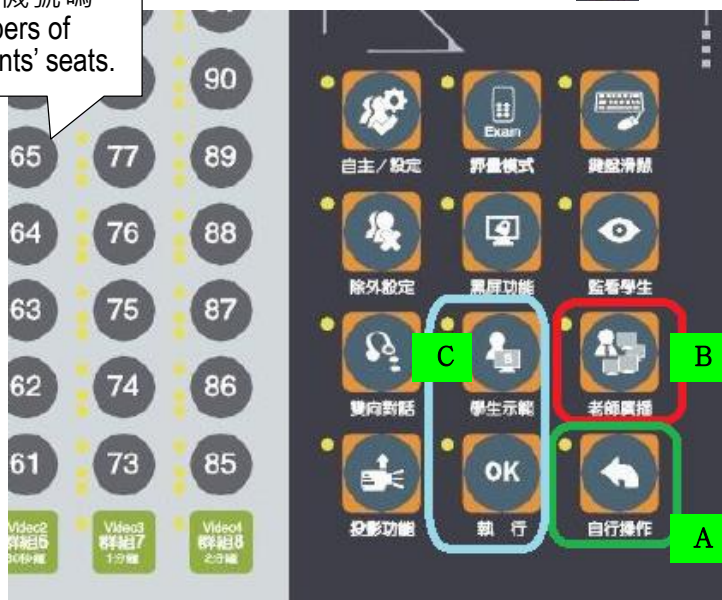 機號碼
bers of
nts’ seats.
90
65 77 89
64 76 88
63 75 87
62 74 86
61 73 85
Video2 Video3 Video4
群組6 群組7 群組8
1分鐘 2分鐘
Exam
自主／設定 評量模式 鍵盤滑鼠
除外設定 黑屏功能 監看學生
C S B
雙向對話 學生示範 老師廣播
OK
投影功能 執 行 自行操作
A